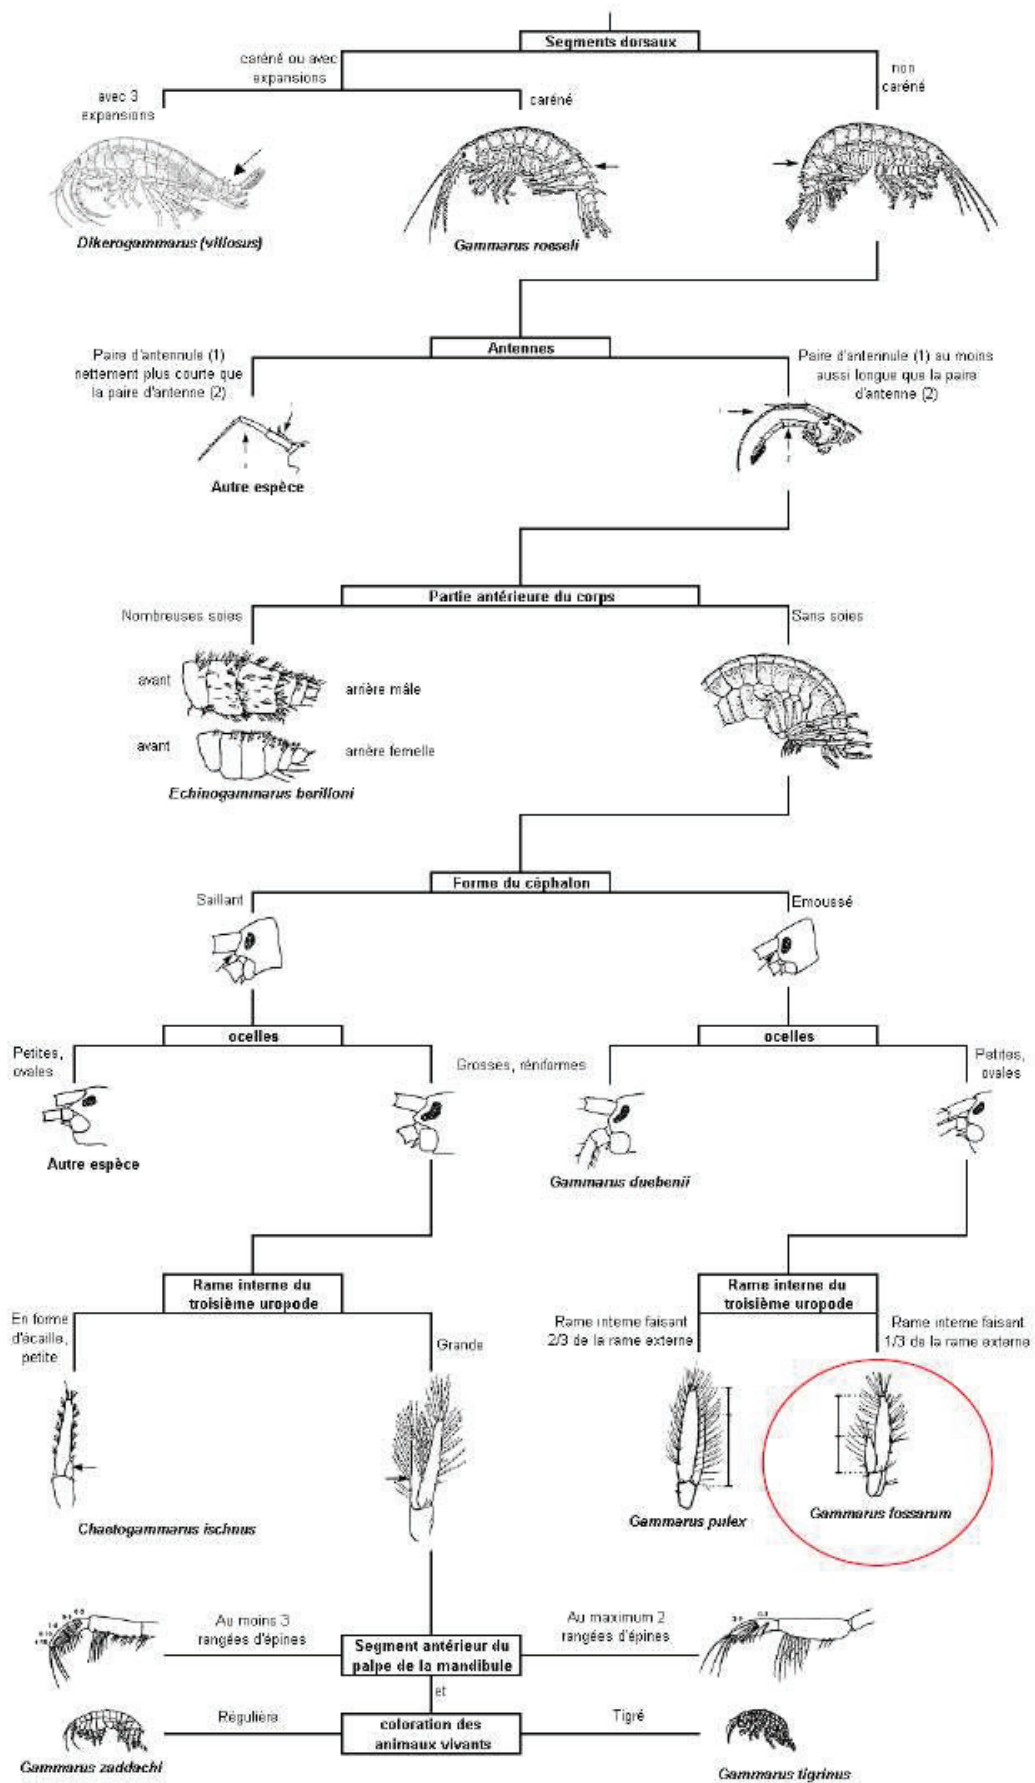 Segments dorsaux
caréné ou avec
expansions
non
caréné
avec 3
expansions
caréné
Dikerogammarus (villosus)
Gammarus roeseli
Antennes
Paire d'antennule (1)
nettement plus courte que
la paire d'antenne (2)
Paire d'antennule (1) au moins
aussi longue que la paire
d'antenne (2)
Autre espèce
Partie antérieure du corps
Nombreuses soies
Sans soies
avant
arrière mâle
avant
arrière femelle
Echinogammarus berilloni
Forme du céphalon
Saillant
Emoussé
ocelles
ocelles
Petites,
ovales
Grosses, réniformes
Petites,
ovales
Autre espèce
Gammarus duebenii
Rame interne du
troisième uropode
Rame interne du
troisième uropode
En forme
d'écaille,
petite
Grande
Rame interne faisant
2/3 de la rame externe
Rame interne faisant
1/3 de la rame externe
Chaetogammarus ischnus
Gammarus pulex
Gammarus fossarum
Au moins 3
rangées d'épines
Segment antérieur du
palpe de la mandibule
Au maximum 2
rangées d'épines
et
Régulière
coloration des
animaux vivants
Tigré
Gammarus zaddachi
Gammarus tigrinus